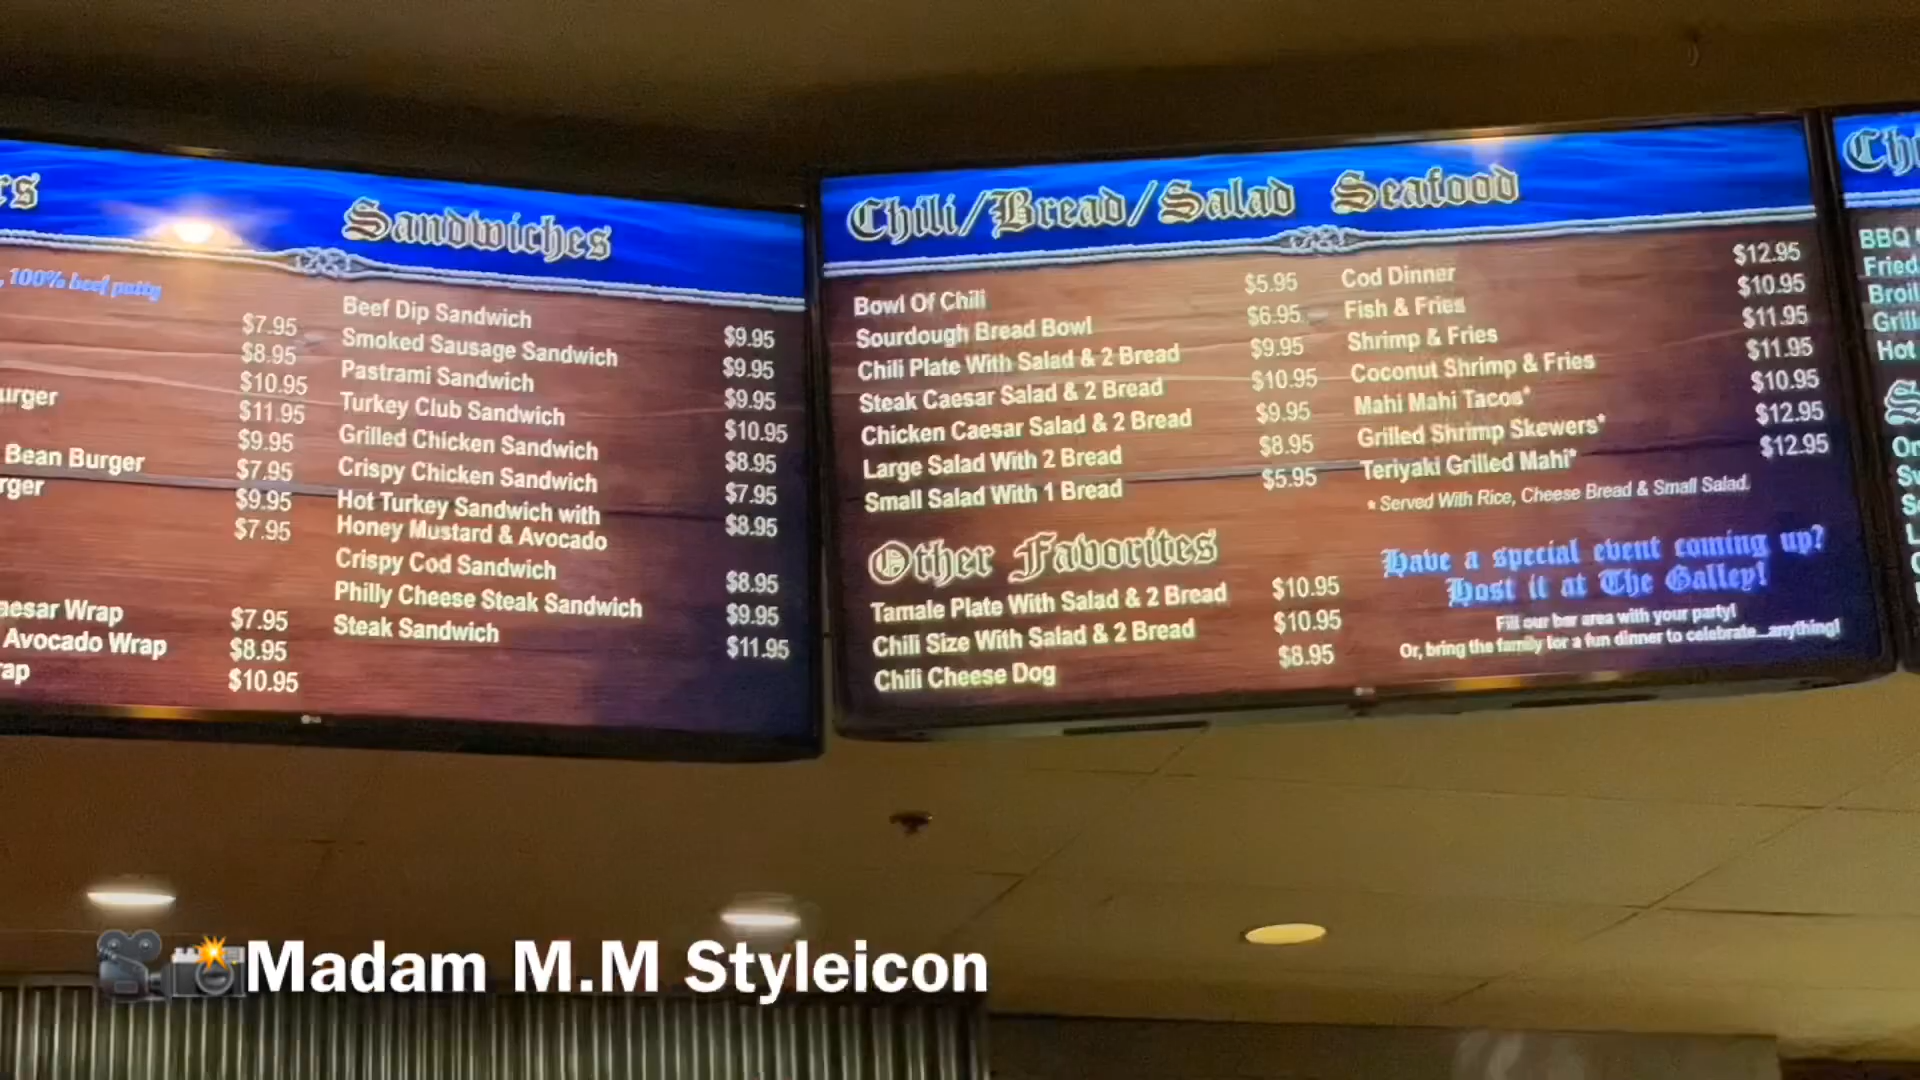 rs
, 100% beef patty
$7.95
$8.95
$10.95
urger $11.95
$9.95
Bean Burger $7.95
rger $9.95
$7.95
aesar Wrap $7.95
Avocado Wrap $8.95
ap $10.95
Sandwiches
Beef Dip Sandwich $9.95
Smoked Sausage Sandwich $9.95
Pastrami Sandwich $9.95
Turkey Club Sandwich $10.95
Grilled Chicken Sandwich $8.95
Crispy Chicken Sandwich $7.95
Hot Turkey Sandwich with $8.95
Honey Mustard & Avocado
Crispy Cod Sandwich $8.95
Philly Cheese Steak Sandwich $9.95
Steak Sandwich $11.95
Chili/Bread/Salad
Bowl Of Chili $5.95
Sourdough Bread Bowl $6.95
Chili Plate With Salad & 2 Bread $9.95
Steak Caesar Salad & 2 Bread $10.95
Chicken Caesar Salad & 2 Bread $9.95
Large Salad With 2 Bread $8.95
Small Salad With 1 Bread $5.95
Other Favorites
Tamale Plate With Salad & 2 Bread $10.95
Chili Size With Salad & 2 Bread $10.95
Chili Cheese Dog $8.95
Seafood
Cod Dinner $12.95
Fish & Fries $10.95
Shrimp & Fries $11.95
Coconut Shrimp & Fries $11.95
Mahi Mahi Tacos* $10.95
Grilled Shrimp Skewers* $12.95
Teriyaki Grilled Mahi* $12.95
* Served With Rice, Cheese Bread & Small Salad.
Have a special event coming up?
Host it at The Galley!
Fill our bar area with your party!
Or, bring the family for a fun dinner to celebrate...anything!
Chi
BBQ
Fried
Broil
Grill
Hot
S
On
Sw
Madam M.M Styleicon